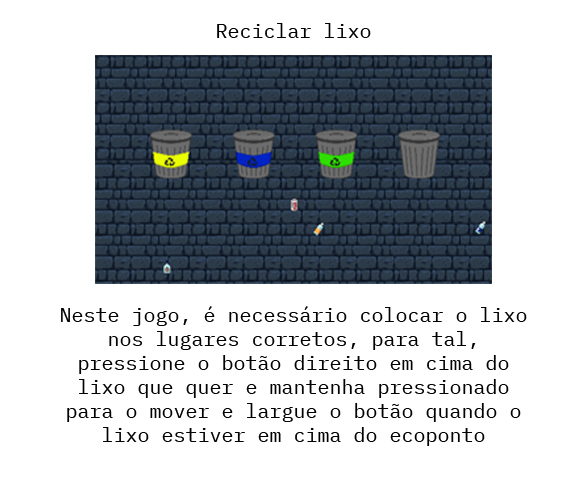 Reciclar lixo
Neste jogo, é necessário colocar o lixo
nos lugares corretos, para tal,
pressione o botão direito em cima do
lixo que quer e mantenha pressionado
para o mover e largue o botão quando o
lixo estiver em cima do ecoponto